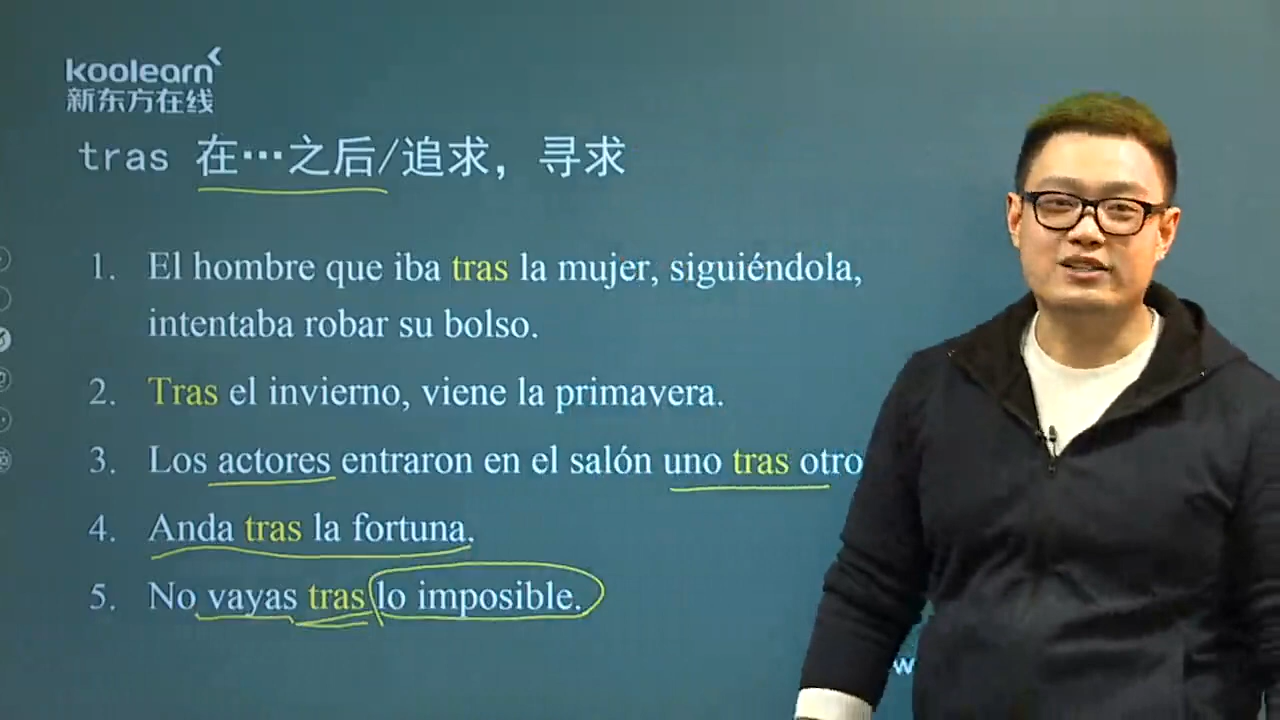 koolearn
新东方在线
tras 在…之后/追求，寻求
1. El hombre que iba tras la mujer, siguiéndola,
intentaba robar su bolso.
2. Tras el invierno, viene la primavera.
3. Los actores entraron en el salón uno tras otro
4. Anda tras la fortuna.
5. No vayas tras lo imposible.
w